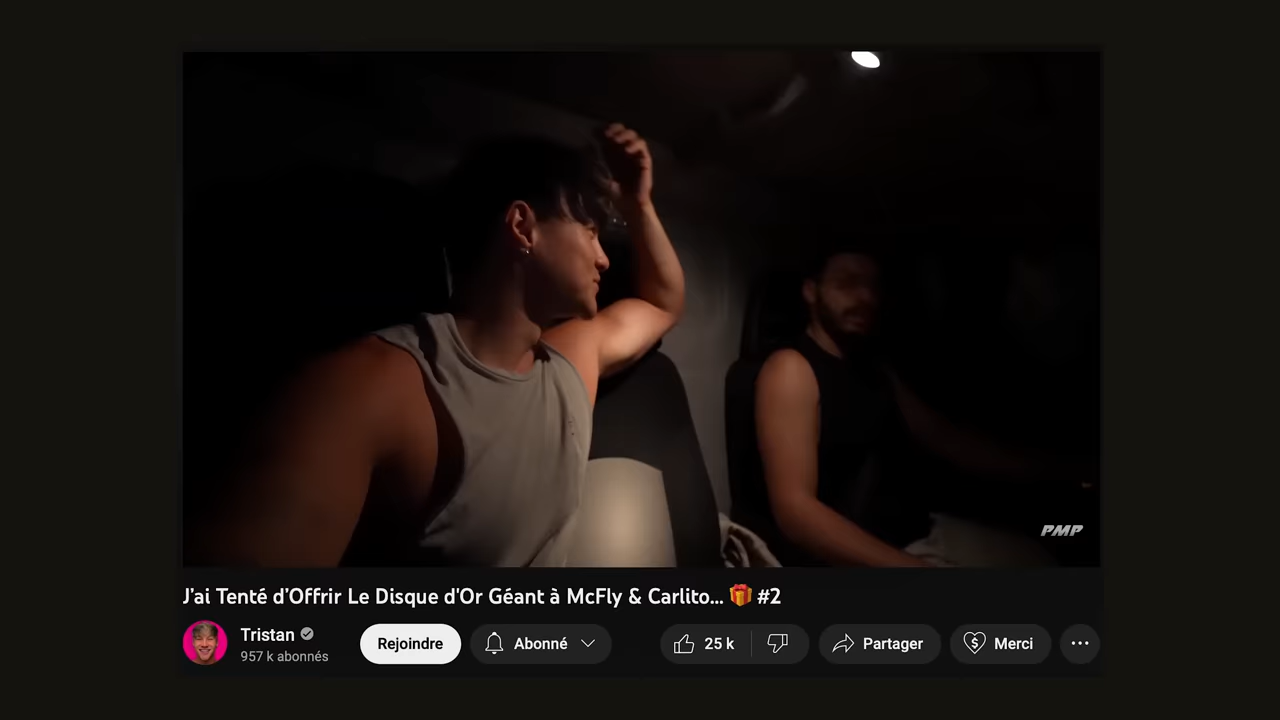 PMP
J'ai Tenté d'Offrir Le Disque d'Or Géant à McFly & Carlito... 🎁 #2
Tristan
957 k abonnés
Rejoindre
Abonné
25 k
Partager
Merci